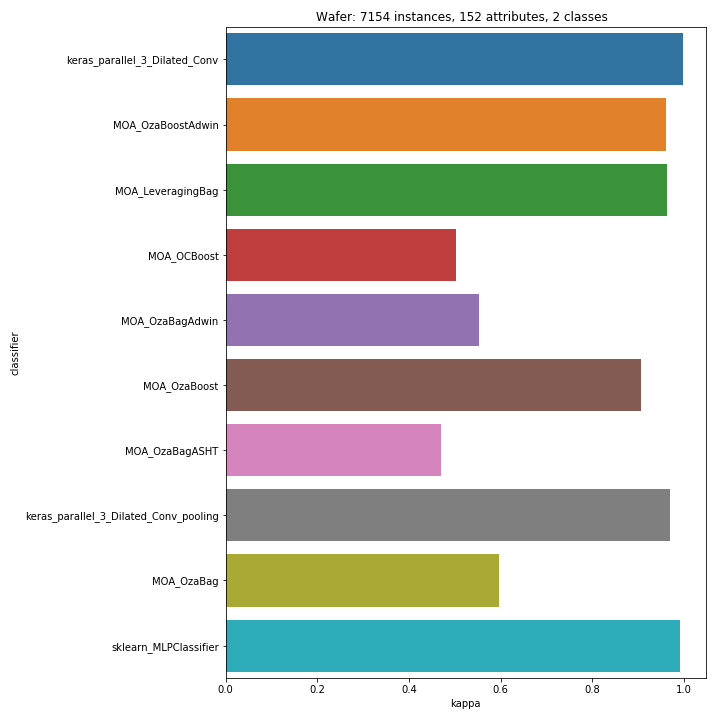 Wafer: 7154 instances, 152 attributes, 2 classes
classifier
keras_parallel_3_Dilated_Conv
MOA_OzaBoostAdwin
MOA_LeveragingBag
MOA_OCBoost
MOA_OzaBagAdwin
MOA_OzaBoost
MOA_OzaBagASHT
keras_parallel_3_Dilated_Conv_pooling
MOA_OzaBag
sklearn_MLPClassifier
0.0 0.2 0.4 0.6 0.8 1.0
kappa